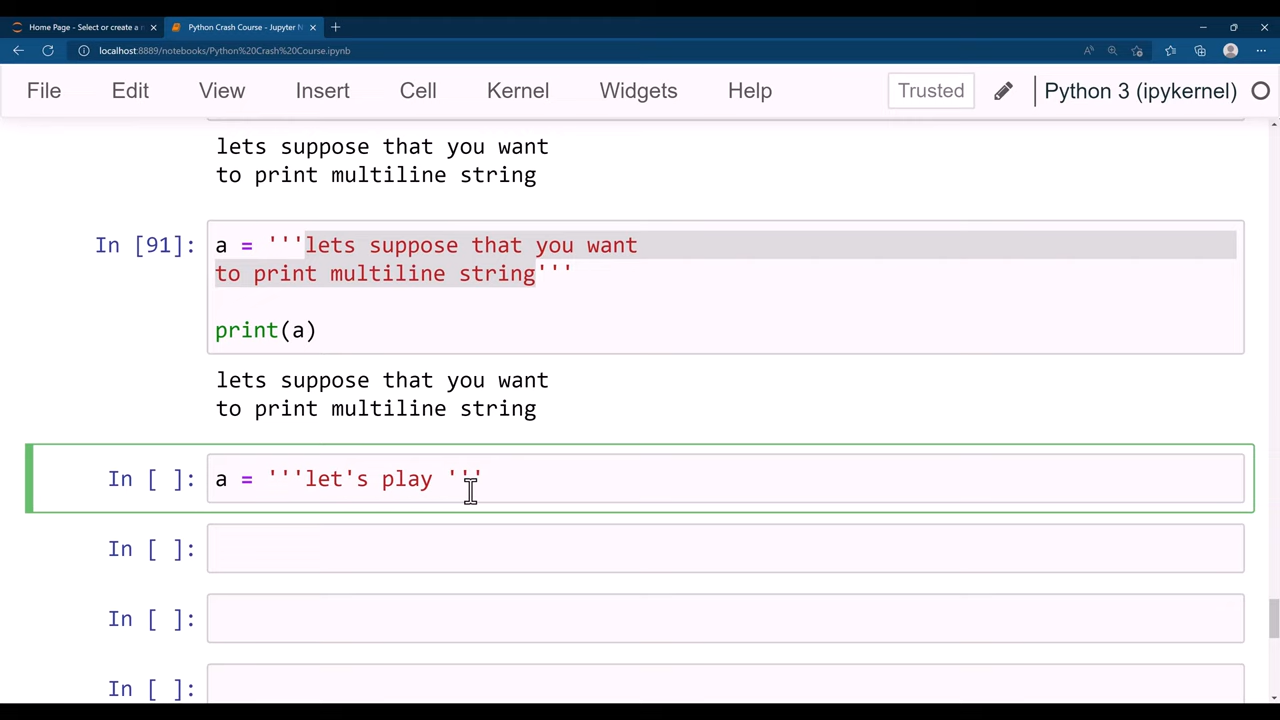 Home Page - Select or create a n
Python Crash Course - Jupyter N
localhost:8889/notebooks/Python%20Crash%20Course.ipynb
File Edit View Insert Cell Kernel Widgets Help Trusted Python 3 (ipykernel)
lets suppose that you want
to print multiline string
In [91]: a = '''lets suppose that you want
to print multiline string'''
print(a)
lets suppose that you want
to print multiline string
In [ ]: a = '''let's play '''
In [ ]:
In [ ]:
In [ ]: